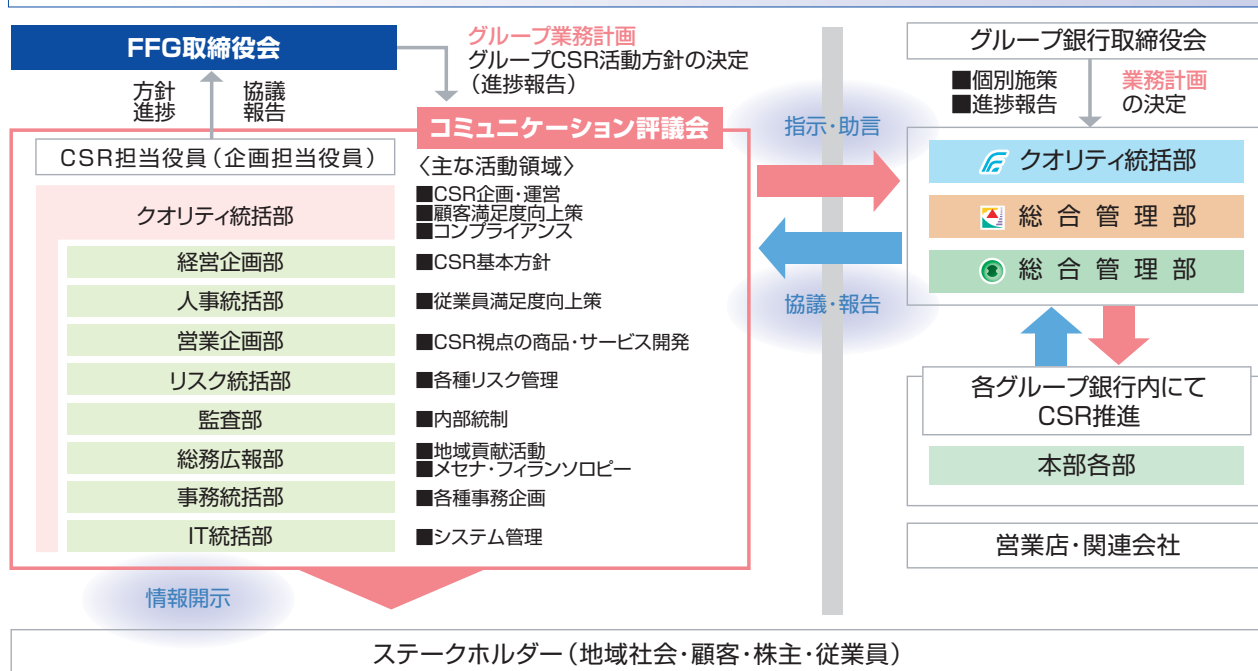 FFG取締役会
グループ業務計画
グループCSR活動方針の決定
(進捗報告)
方針
進捗
協議
報告
コミュニケーション評議会
CSR担当役員(企画担当役員)
〈主な活動領域〉
クオリティ統括部
■CSR企画・運営
■顧客満足度向上策
■コンプライアンス
経営企画部
■CSR基本方針
人事統括部
■従業員満足度向上策
営業企画部
■CSR視点の商品・サービス開発
リスク統括部
■各種リスク管理
監査部
■内部統制
総務広報部
■地域貢献活動
■メセナ・フィランソロピー
事務統括部
■各種事務企画
IT統括部
■システム管理
情報開示
指示・助言
協議・報告
グループ銀行取締役会
■個別施策
■進捗報告
業務計画
の決定
クオリティ統括部
総合管理部
総合管理部
各グループ銀行内にて
CSR推進
本部各部
営業店・関連会社
ステークホルダー(地域社会・顧客・株主・従業員)